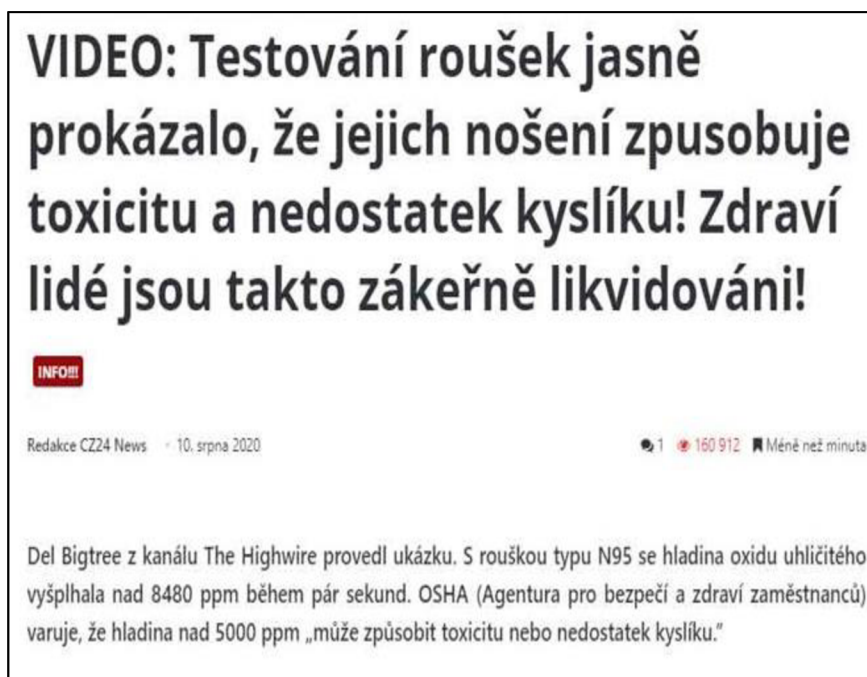 VIDEO: Testování roušek jasně
prokázalo, že jejich nošení zpusobuje
toxicitu a nedostatek kyslíku! Zdraví
lidé jsou takto zákeřně likvidováni!
INFO!!!
Redakce CZ24 News · 10. srpna 2020 1 160 912 Méně než minuta
Del Bigtree z kanálu The Highwire provedl ukázku. S rouškou typu N95 se hladina oxidu uhličitého
vyšplhala nad 8480 ppm během pár sekund. OSHA (Agentura pro bezpečí a zdraví zaměstnanců)
varuje, že hladina nad 5000 ppm „může způsobit toxicitu nebo nedostatek kyslíku.“